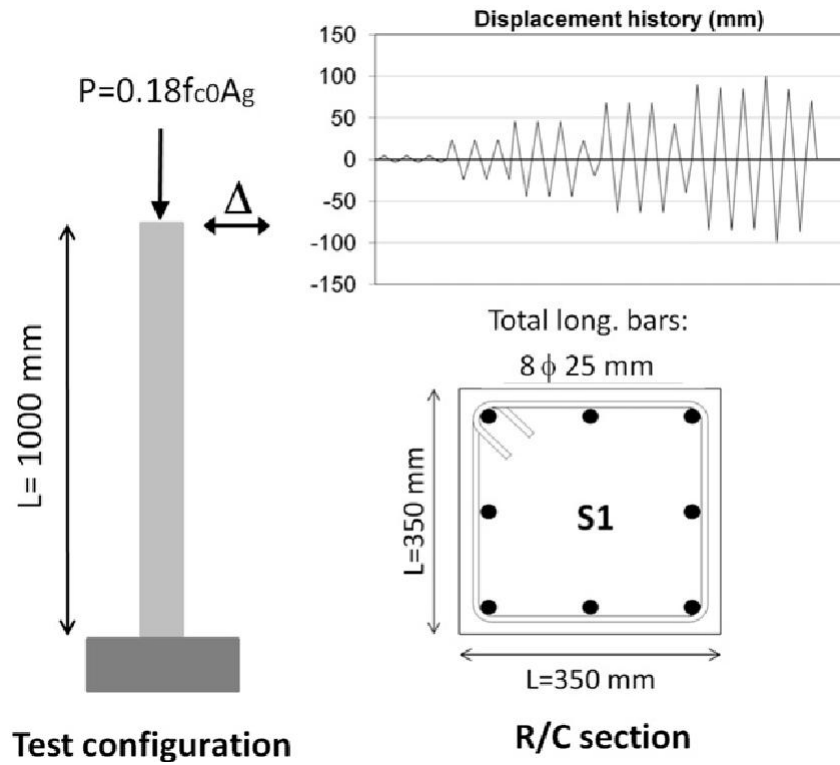 Displacement history (mm)
150
100
50
0
-50
-100
-150
P=0.18fc0Ag
Δ
L= 1000 mm
Test configuration
Total long. bars:
8 ϕ 25 mm
L=350 mm
S1
L=350 mm
R/C section